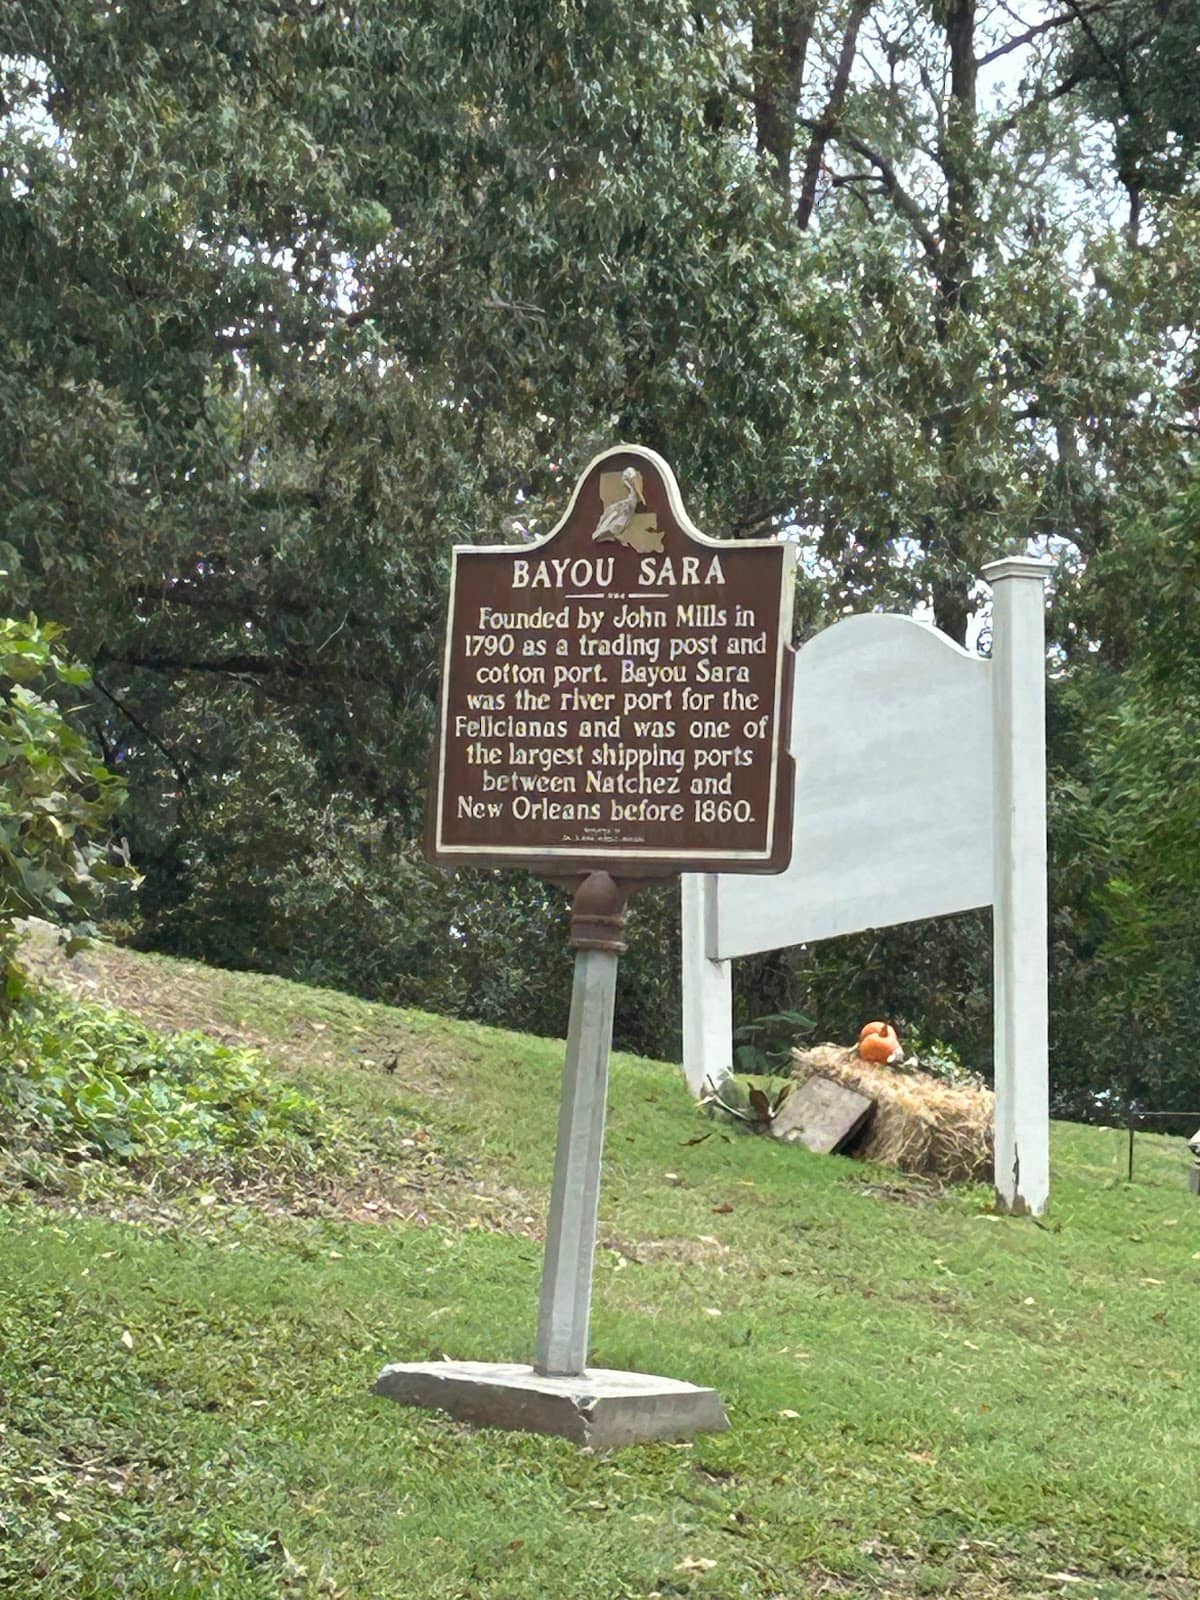 BAYOU SARA
Founded by John Mills in
1790 as a trading post and
cotton port. Bayou Sara
was the river port for the
Felicianas and was one of
the largest shipping ports
between Natchez and
New Orleans before 1860.